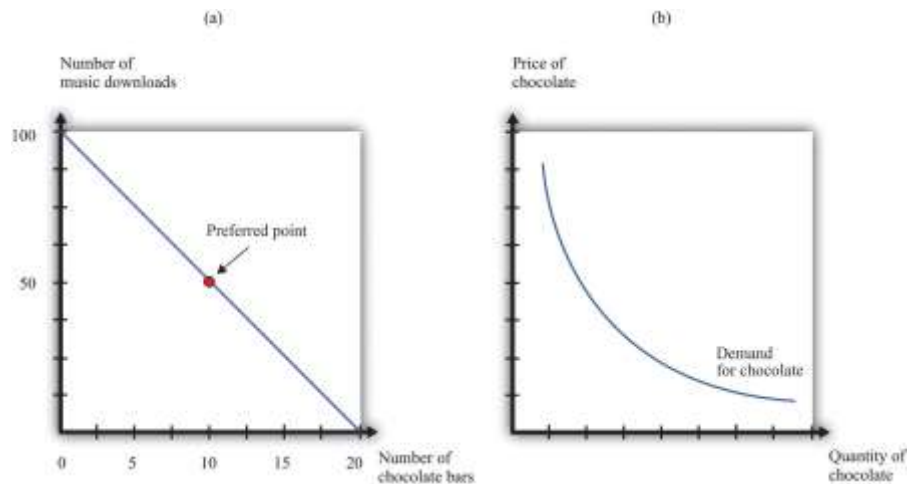 (a)
Number of
music downloads
100
50
Preferred point
0
5
10
15
20
Number of
chocolate bars
(b)
Price of
chocolate
Demand
for chocolate
Quantity of
chocolate